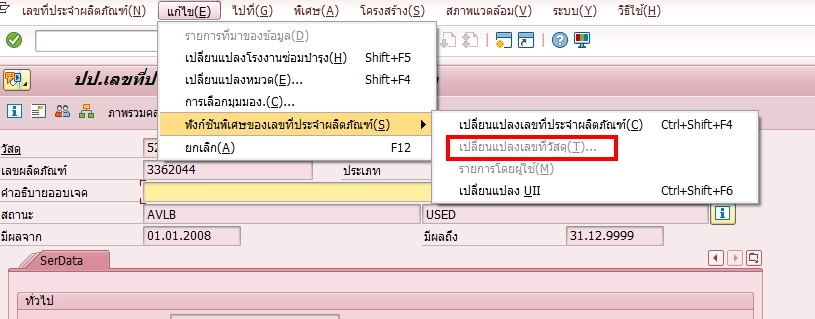 เลขที่ประจำผลิตภัณฑ์(N) แก้ไข(E) ไปที่(G) พิเศษ(A) โครงสร้าง(S) สภาพแวดล้อม(V) ระบบ(Y) วิธีใช้(H)
รายการที่มาของข้อมูล(D)
เปลี่ยนแปลงโรงงานซ่อมบำรุง(H) Shift+F5
เปลี่ยนแปลงหมวด(E)... Shift+F4
การเลือกมุมมอง.(C)...
ฟังก์ชันพิเศษของเลขที่ประจำผลิตภัณฑ์(S)
ยกเลิก(A) F12
เปลี่ยนแปลงเลขที่ประจำผลิตภัณฑ์(C) Ctrl+Shift+F4
เปลี่ยนแปลงเลขที่วัสดุ(T)...
รายการโดยผู้ใช้(M)
เปลี่ยนแปลง UII Ctrl+Shift+F6
ปป.เลขที่ป
ภาพรวมคล
วัสดุ 52
เลขผลิตภัณฑ์ 3362044 ประเภท
คำอธิบายออบเจค
สถานะ AVLB USED
มีผลจาก 01.01.2008 มีผลถึง 31.12.9999
SerData
ทั่วไป